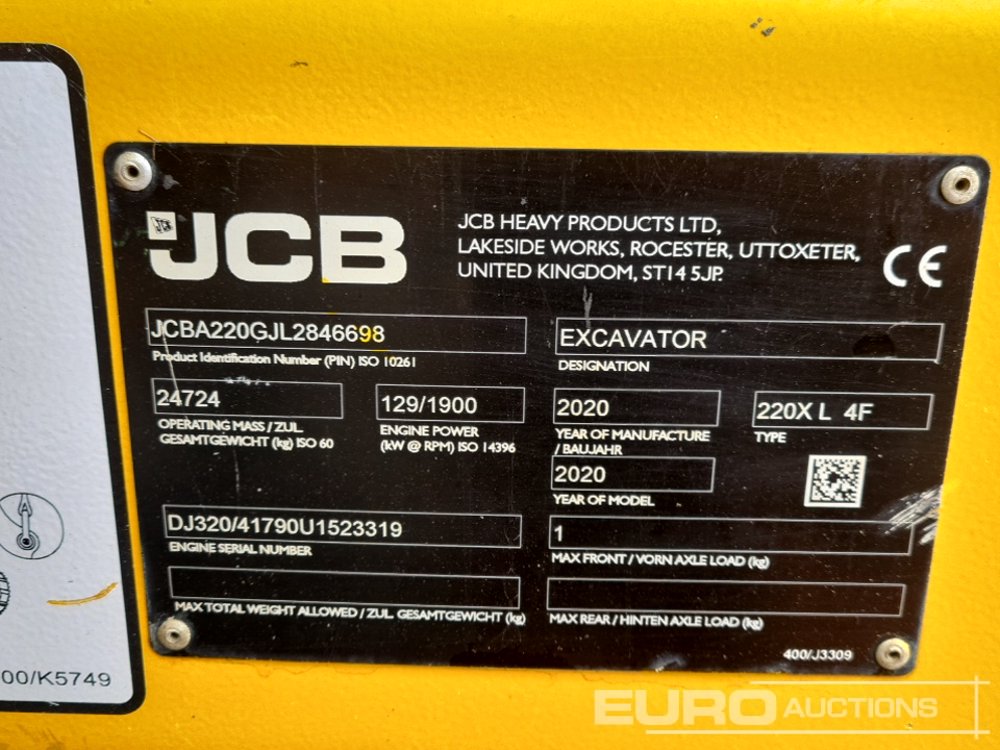 JCB
JCB HEAVY PRODUCTS LTD,
LAKESIDE WORKS, ROCESTER, UTTOXETER,
UNITED KINGDOM, ST14 5JP.
CE
JCBA220GJL2846698
Product Identification Number (PIN) ISO 10261
EXCAVATOR
DESIGNATION
24724
OPERATING MASS / ZUL.
GESAMTGEWICHT (kg) ISO 60
129/1900
ENGINE POWER
(kW @ RPM) ISO 14396
2020
YEAR OF MANUFACTURE
/ BAUJAHR
220X L 4F
TYPE
2020
YEAR OF MODEL
DJ320/41790U1523319
ENGINE SERIAL NUMBER
1
MAX FRONT / VORN AXLE LOAD (kg)
MAX TOTAL WEIGHT ALLOWED / ZUL. GESAMTGEWICHT (kg)
MAX REAR / HINTEN AXLE LOAD (kg)
400/J3309
00/K5749
EURO AUCTIONS